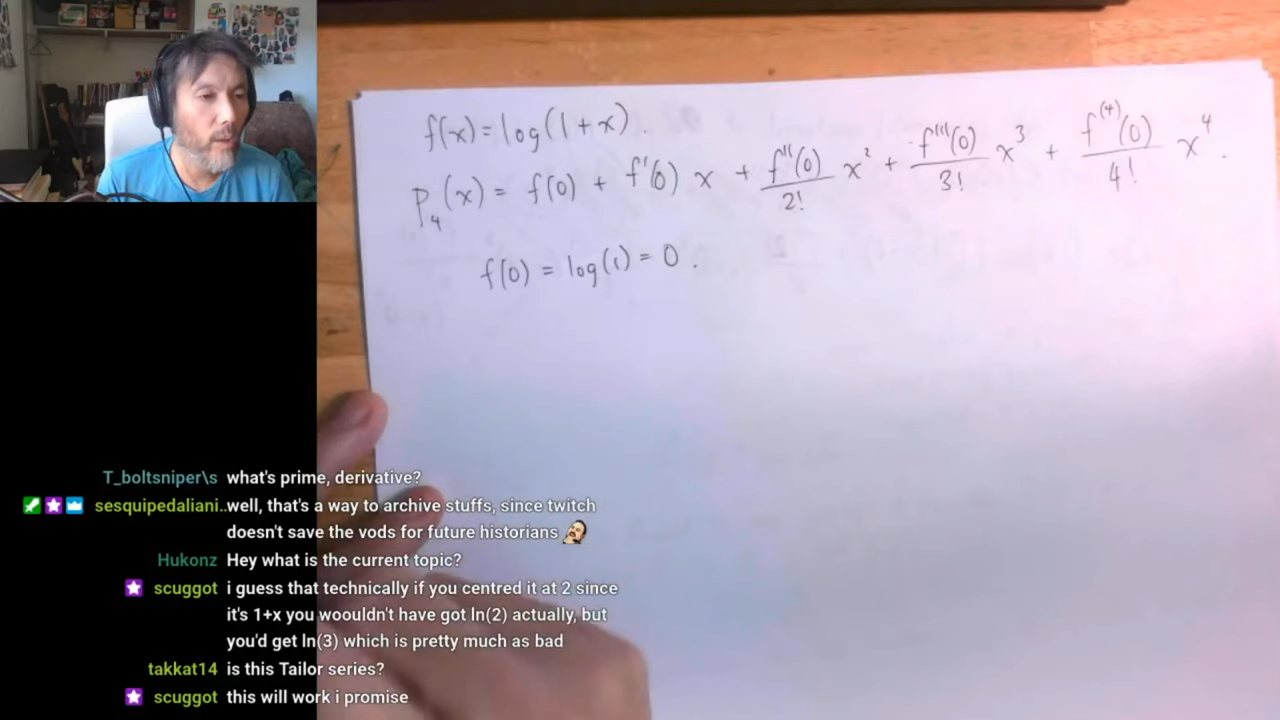 f(x) = log(1+x).
P₄(x) = f(0) + f'(0) x + f''(0)/2! x² + f'''(0)/3! x³ + f⁽⁴⁾(0)/4! x⁴.
f(0) = log(1) = 0.
T_boltsniper\s what's prime, derivative?
sesquipedaliani.. well, that's a way to archive stuffs, since twitch
doesn't save the vods for future historians
Hukonz Hey what is the current topic?
scuggot i guess that technically if you centred it at 2 since
it's 1+x you woouldn't have got ln(2) actually, but
you'd get ln(3) which is pretty much as bad
takkat14 is this Tailor series?
scuggot this will work i promise